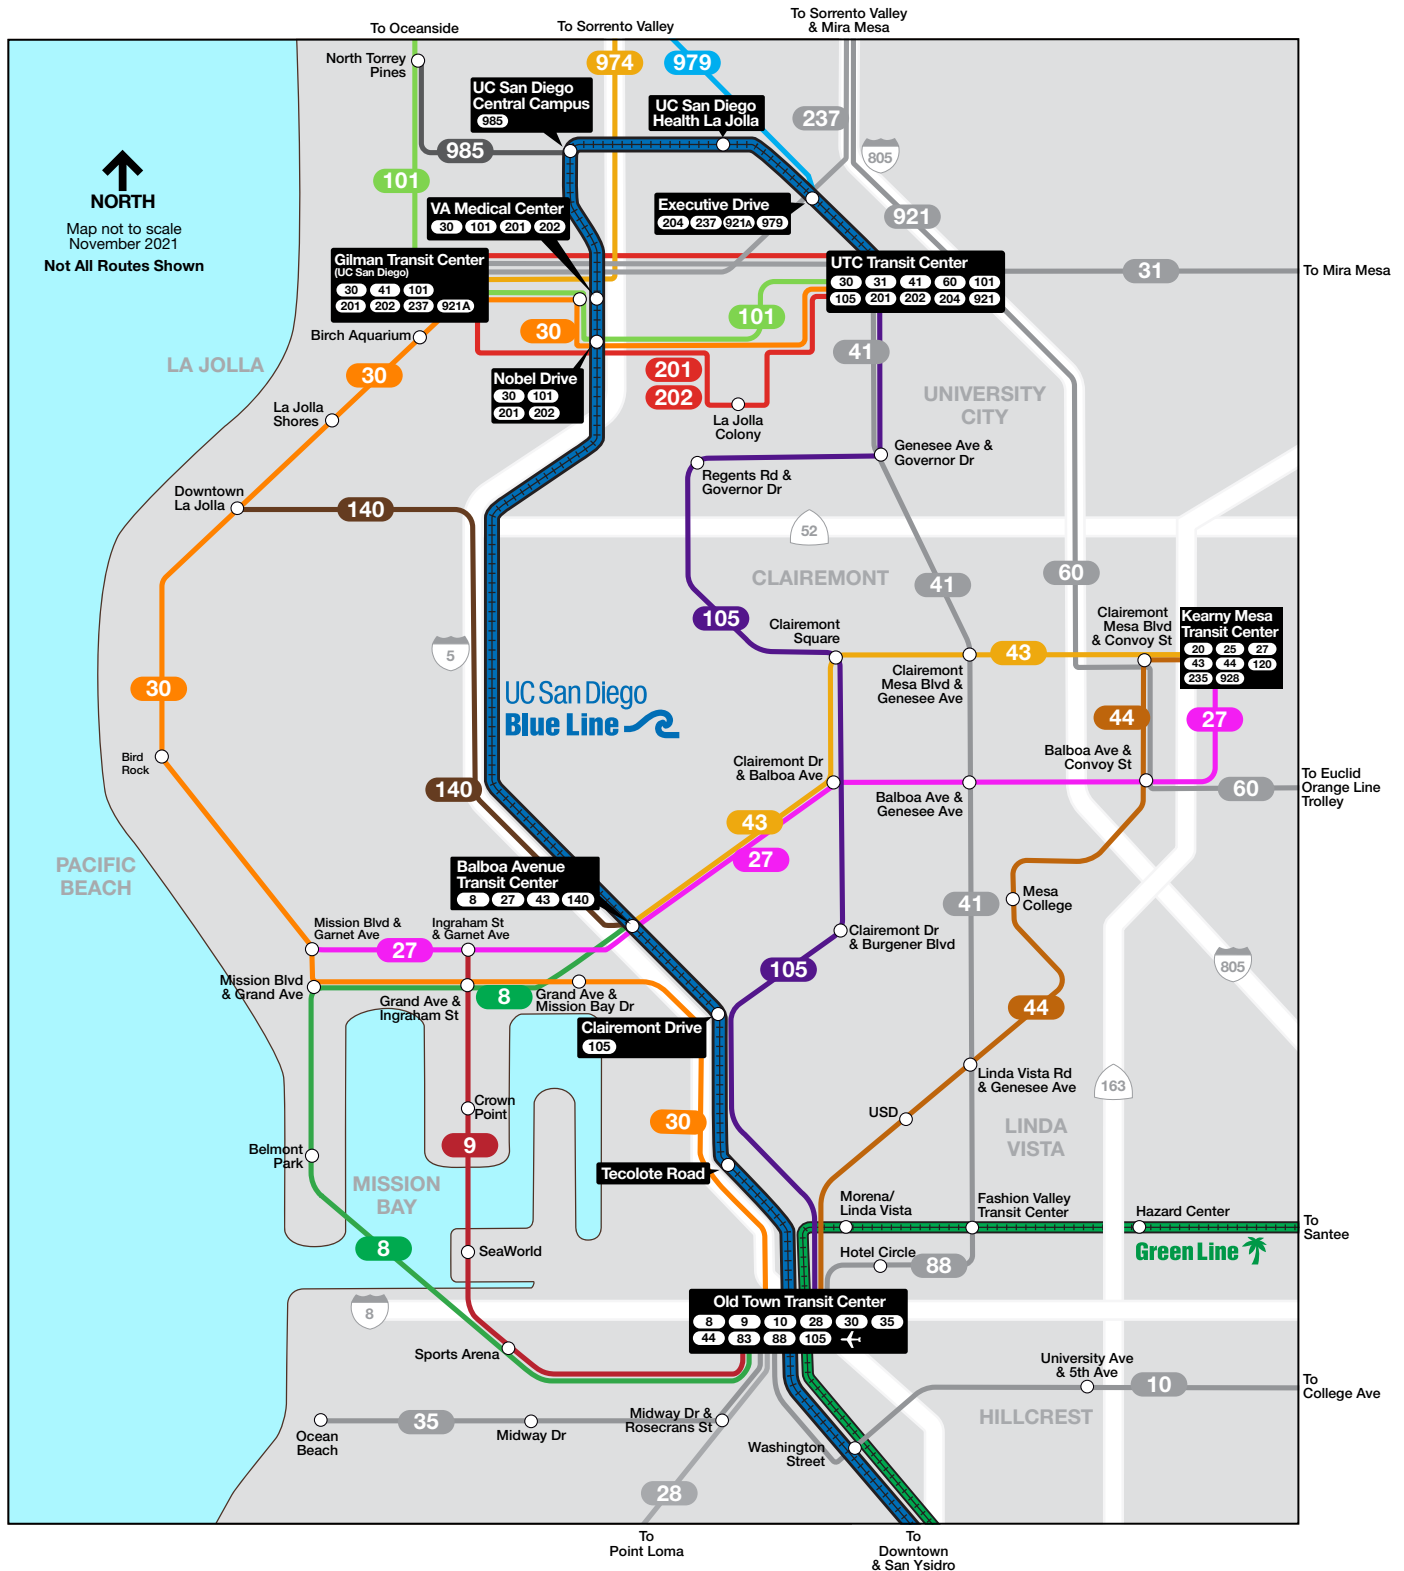 To Oceanside
To Sorrento Valley
To Sorrento Valley
& Mira Mesa
North Torrey
Pines
974
979
UC San Diego
Central Campus
985
UC San Diego
Health La Jolla
237
805
985
101
NORTH
Map not to scale
November 2021
Not All Routes Shown
VA Medical Center
30 101 201 202
Executive Drive
204 237 921A 979
921
Gilman Transit Center
(UC San Diego)
30 41 101
201 202 237 921A
UTC Transit Center
30 31 41 60 101
105 201 202 204 921
31
To Mira Mesa
Birch Aquarium
30
101
41
LA JOLLA
30
Nobel Drive
30 101
201 202
201
202
UNIVERSITY
CITY
La Jolla
Shores
La Jolla
Colony
Genesee Ave &
Governor Dr
Regents Rd &
Governor Dr
Downtown
La Jolla
140
52
CLAIREMONT
41
60
105
Clairemont
Square
Clairemont
Mesa Blvd
& Convoy St
Kearny Mesa
Transit Center
20 25 27
43 44 120
235 928
5
43
Clairemont
Mesa Blvd &
Genesee Ave
30
UC San Diego
Blue Line
44
27
Bird
Rock
Clairemont Dr
& Balboa Ave
Balboa Ave &
Convoy St
140
Balboa Ave &
Genesee Ave
60
To Euclid
Orange Line
Trolley
43
27
PACIFIC
BEACH
Balboa Avenue
Transit Center
8 27 43 140
41
Mesa
College
Mission Blvd &
Garnet Ave
27
Ingraham St
& Garnet Ave
Clairemont Dr
& Burgener Blvd
105
805
Mission Blvd
& Grand Ave
Grand Ave &
Ingraham St
8
Grand Ave &
Mission Bay Dr
44
Clairemont Drive
105
Linda Vista Rd
& Genesee Ave
163
Crown
Point
USD
30
9
LINDA
VISTA
Belmont
Park
Tecolote Road
MISSION
BAY
Morena/
Linda Vista
Fashion Valley
Transit Center
Hazard Center
To
Santee
8
SeaWorld
Hotel Circle
88
Green Line
8
Old Town Transit Center
8 9 10 28 30 35
44 83 88 105
Sports Arena
University Ave
& 5th Ave
10
To
College Ave
35
Ocean
Beach
Midway Dr
Midway Dr &
Rosecrans St
HILLCREST
Washington
Street
28
To
Point Loma
To
Downtown
& San Ysidro